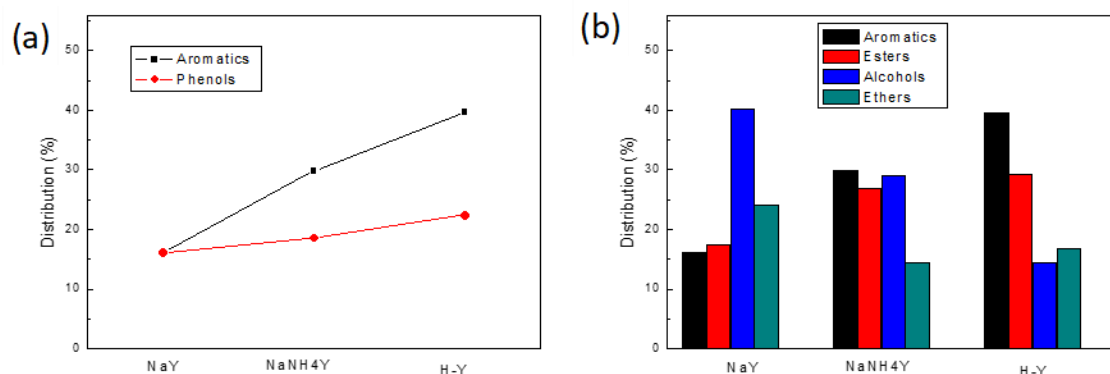 (a)
Aromatics
Phenols
Distribution (%)
50
40
30
20
10
0
NaY
NaNH4Y
H-Y
(b)
Aromatics
Esters
Alcohols
Ethers
Distribution (%)
50
40
30
20
10
0
NaY
NaNH4Y
H-Y